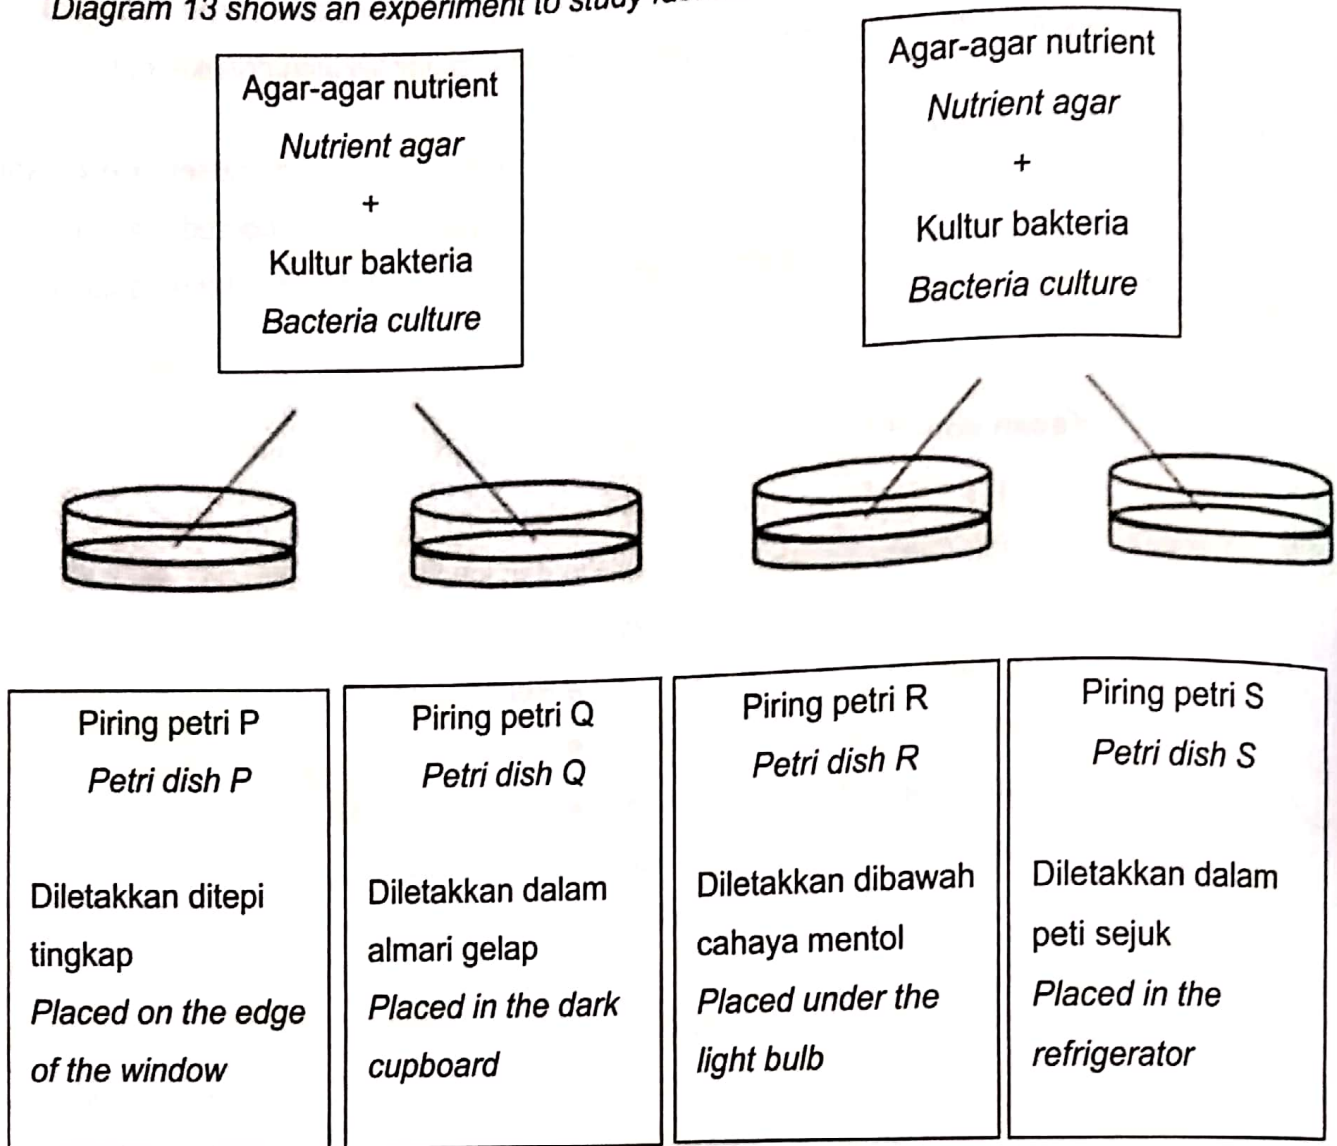 Diagram 13 shows an experiment to study
Agar-agar nutrient
Nutrient agar
+
Kultur bakteria
Bacteria culture
Agar-agar nutrient
Nutrient agar
+
Kultur bakteria
Bacteria culture
Piring petri P
Petri dish P
Diletakkan ditepi
tingkap
Placed on the edge
of the window
Piring petri Q
Petri dish Q
Diletakkan dalam
almari gelap
Placed in the dark
cupboard
Piring petri R
Petri dish R
Diletakkan dibawah
cahaya mentol
Placed under the
light bulb
Piring petri S
Petri dish S
Diletakkan dalam
peti sejuk
Placed in the
refrigerator